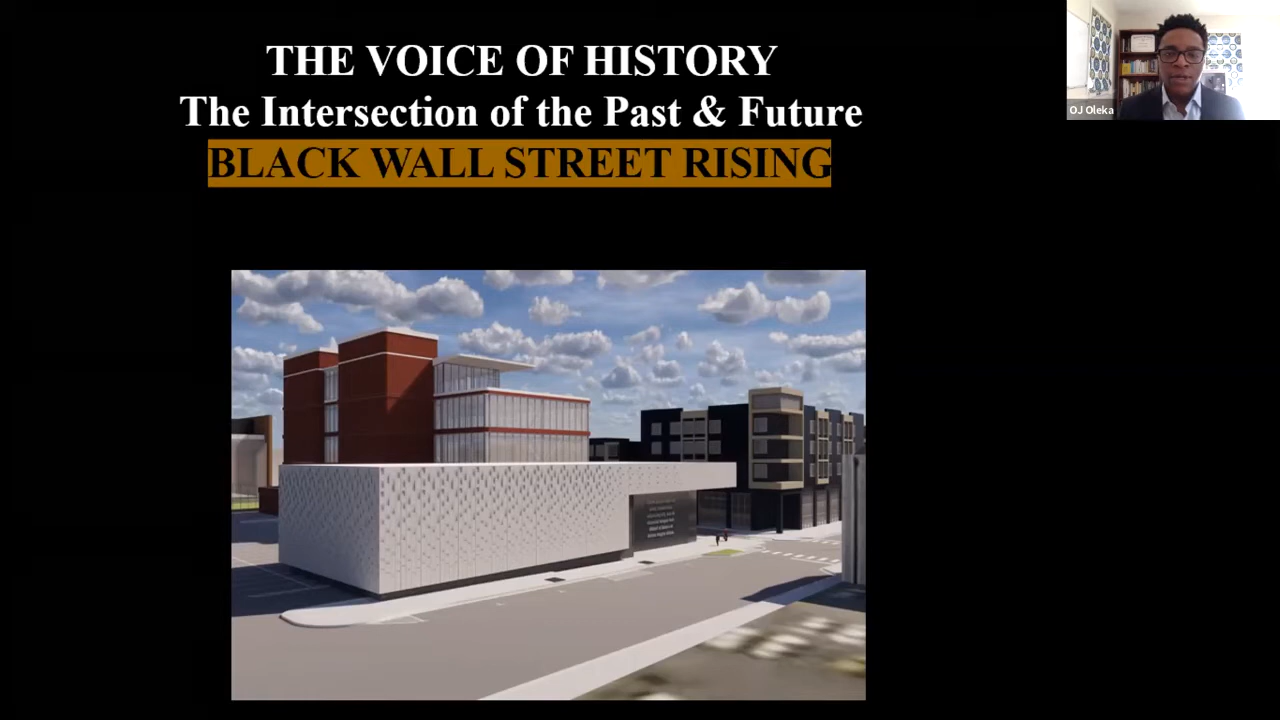 THE VOICE OF HISTORY
The Intersection of the Past & Future
BLACK WALL STREET RISING
OJ Oleka